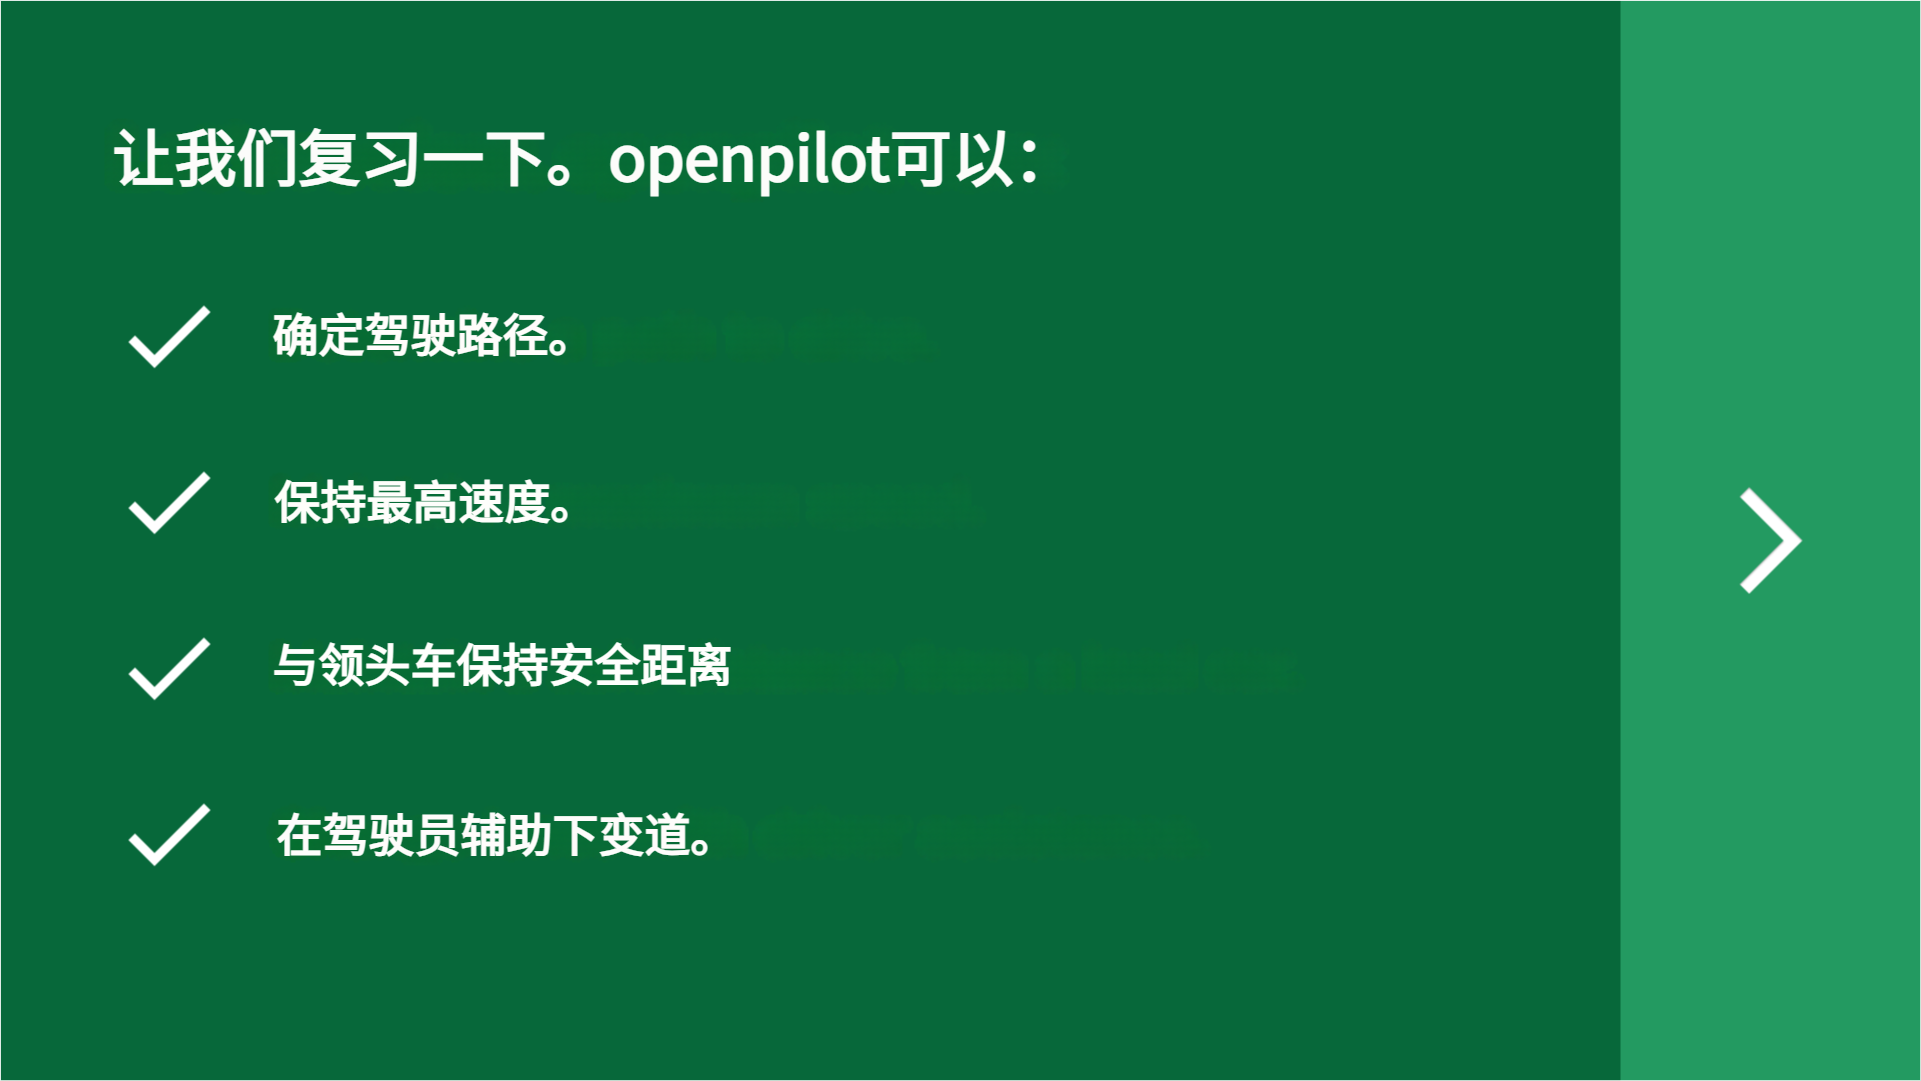 让我们复习一下。openpilot可以：
确定驾驶路径。
保持最高速度。
与领头车保持安全距离
在驾驶员辅助下变道。